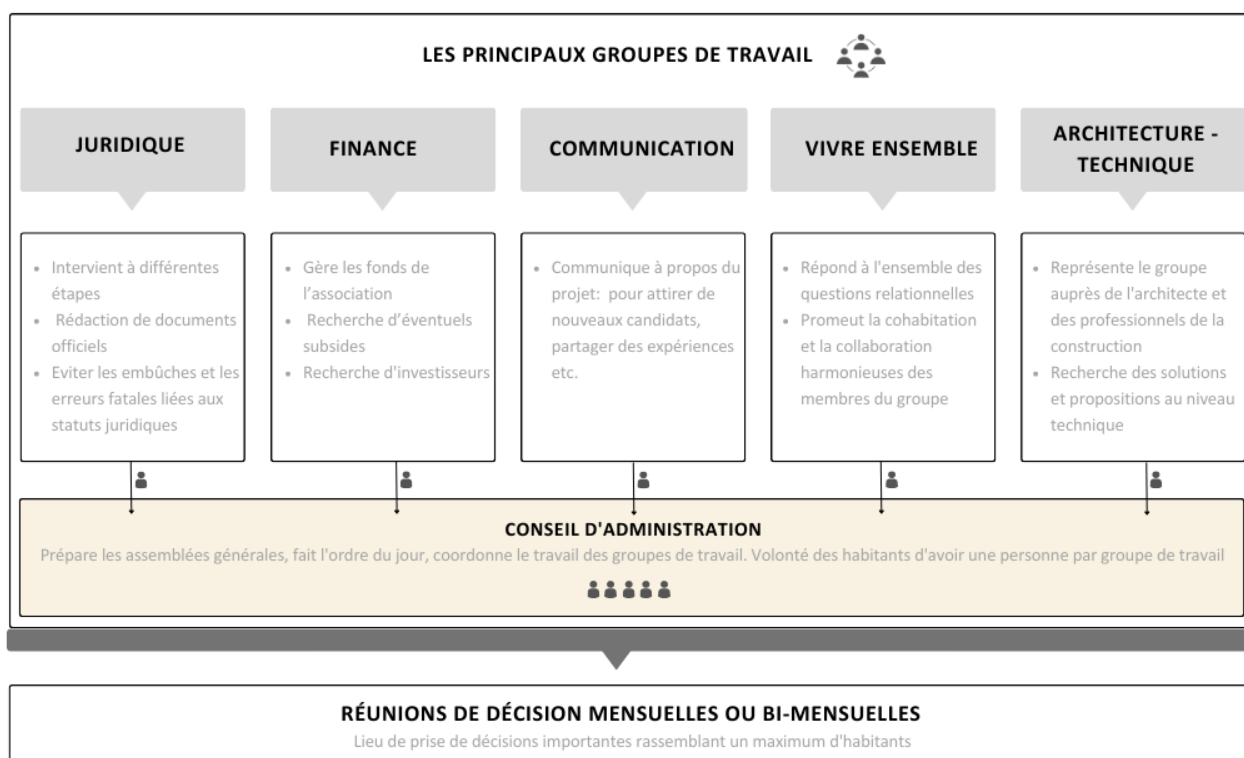 LES PRINCIPAUX GROUPES DE TRAVAIL
JURIDIQUE
FINANCE
COMMUNICATION
VIVRE ENSEMBLE
ARCHITECTURE -
TECHNIQUE
• Intervient à différentes
étapes
• Rédaction de documents
officiels
• Eviter les embûches et les
erreurs fatales liées aux
statuts juridiques
• Gère les fonds de
l’association
• Recherche d’éventuels
subsides
• Recherche d'investisseurs
• Communique à propos du
projet: pour attirer de
nouveaux candidats,
partager des expériences
etc.
• Répond à l'ensemble des
questions relationnelles
• Promeut la cohabitation
et la collaboration
harmonieuses des
membres du groupe
• Représente le groupe
auprès de l'architecte et
des professionnels de la
construction
• Recherche des solutions
et propositions au niveau
technique
CONSEIL D'ADMINISTRATION
Prépare les assemblées générales, fait l'ordre du jour, coordonne le travail des groupes de travail. Volonté des habitants d'avoir une personne par groupe de travail
RÉUNIONS DE DÉCISION MENSUELLES OU BI-MENSUELLES
Lieu de prise de décisions importantes rassemblant un maximum d'habitants